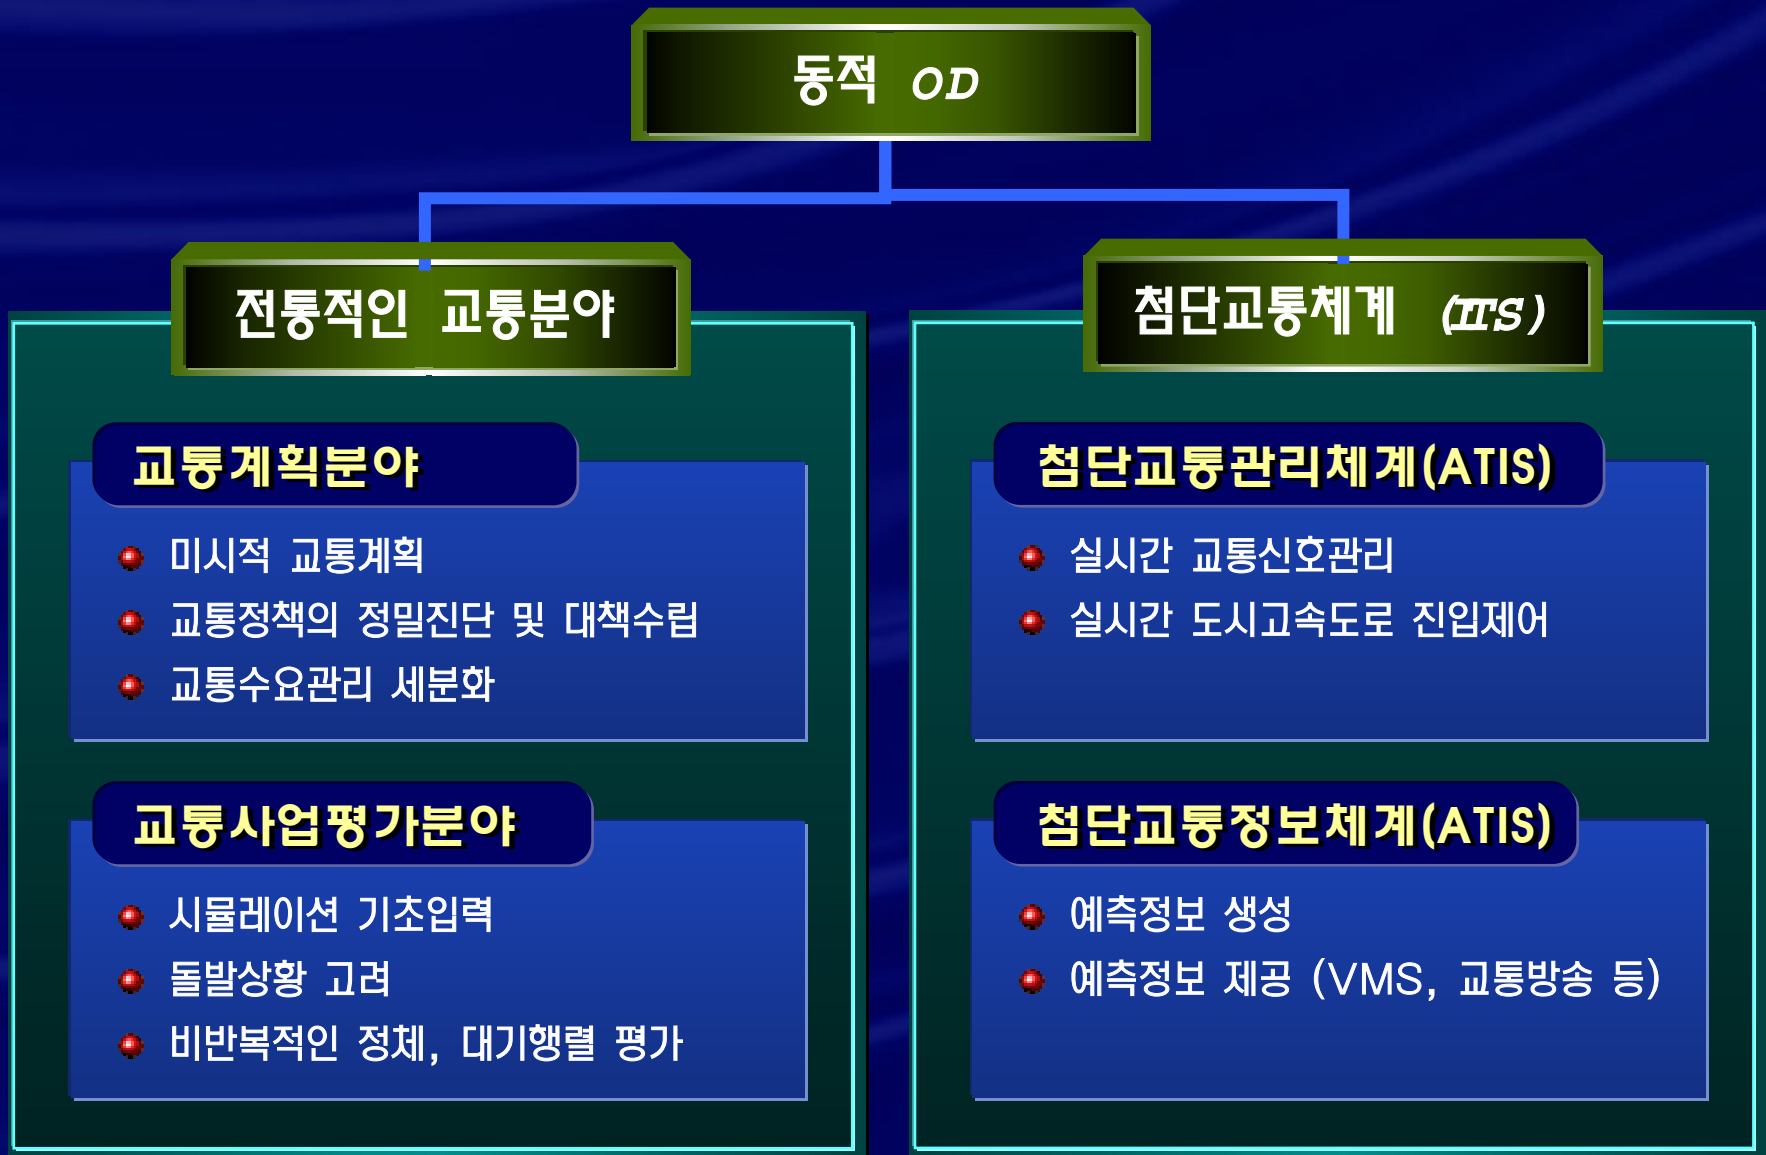 동적 OD
전통적인 교통분야
첨단교통체계 (ITS)
교통계획분야
미시적 교통계획
교통정책의 정밀진단 및 대책수립
교통수요관리 세분화
교통사업평가분야
시뮬레이션 기초입력
돌발상황 고려
비반복적인 정체, 대기행렬 평가
첨단교통관리체계(ATIS)
실시간 교통신호관리
실시간 도시고속도로 진입제어
첨단교통정보체계(ATIS)
예측정보 생성
예측정보 제공 (VMS, 교통방송 등)